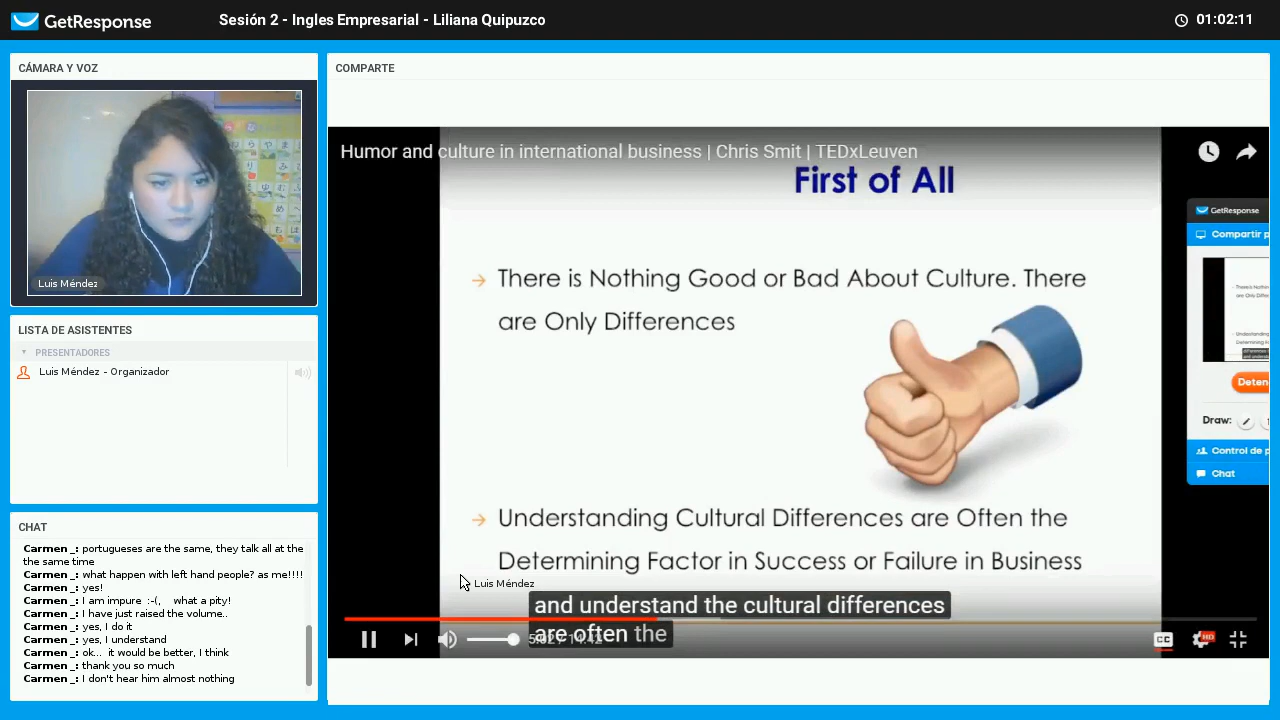 GetResponse
Sesión 2 - Ingles Empresarial - Liliana Quipuzco
01:02:11
CÁMARA Y VOZ
Luis Méndez
LISTA DE ASISTENTES
PRESENTADORES
Luis Méndez - Organizador
CHAT
Carmen _: portugueses are the same, they talk all at the
the same time
Carmen _: what happen with left hand people? as me!!!!
Carmen _: yes!
Carmen _: I am impure :-(, what a pity!
Carmen _: I have just raised the volume..
Carmen _: yes, I do it
Carmen _: yes, I understand
Carmen _: ok... it would be better, I think
Carmen _: thank you so much
Carmen _: I don't hear him almost nothing
COMPARTE
Humor and culture in international business | Chris Smit | TEDxLeuven
First of All
There is Nothing Good or Bad About Culture. There
are Only Differences
Understanding Cultural Differences are Often the
Determining Factor in Success or Failure in Business
Luis Méndez
and understand the cultural differences
are often the
CC
HD
GetResponse
Compartir p
Deten
Draw:
Control de p
Chat